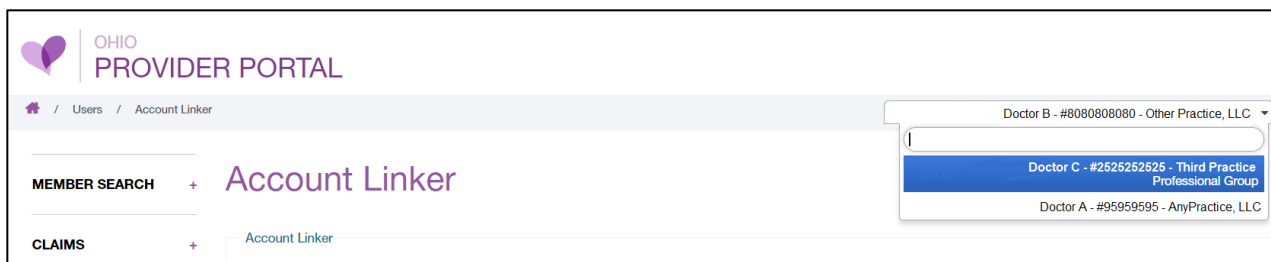 OHIO
PROVIDER PORTAL
/ Users / Account Linker
Doctor B - #8080808080 - Other Practice, LLC
Doctor C - #2525252525 - Third Practice
Professional Group
Doctor A - #95959595 - AnyPractice, LLC
MEMBER SEARCH +
Account Linker
CLAIMS +
Account Linker